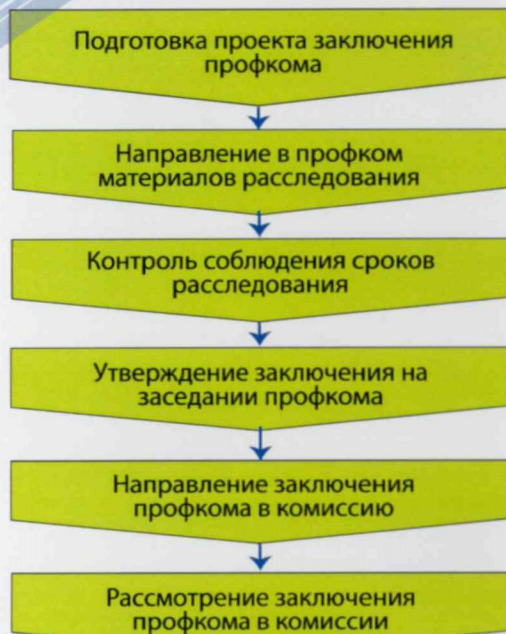 Подготовка проекта заключения
профкома
Направление в профком
материалов расследования
Контроль соблюдения сроков
расследования
Утверждение заключения на
заседании профкома
Направление заключения
профкома в комиссию
Рассмотрение заключения
профкома в комиссии